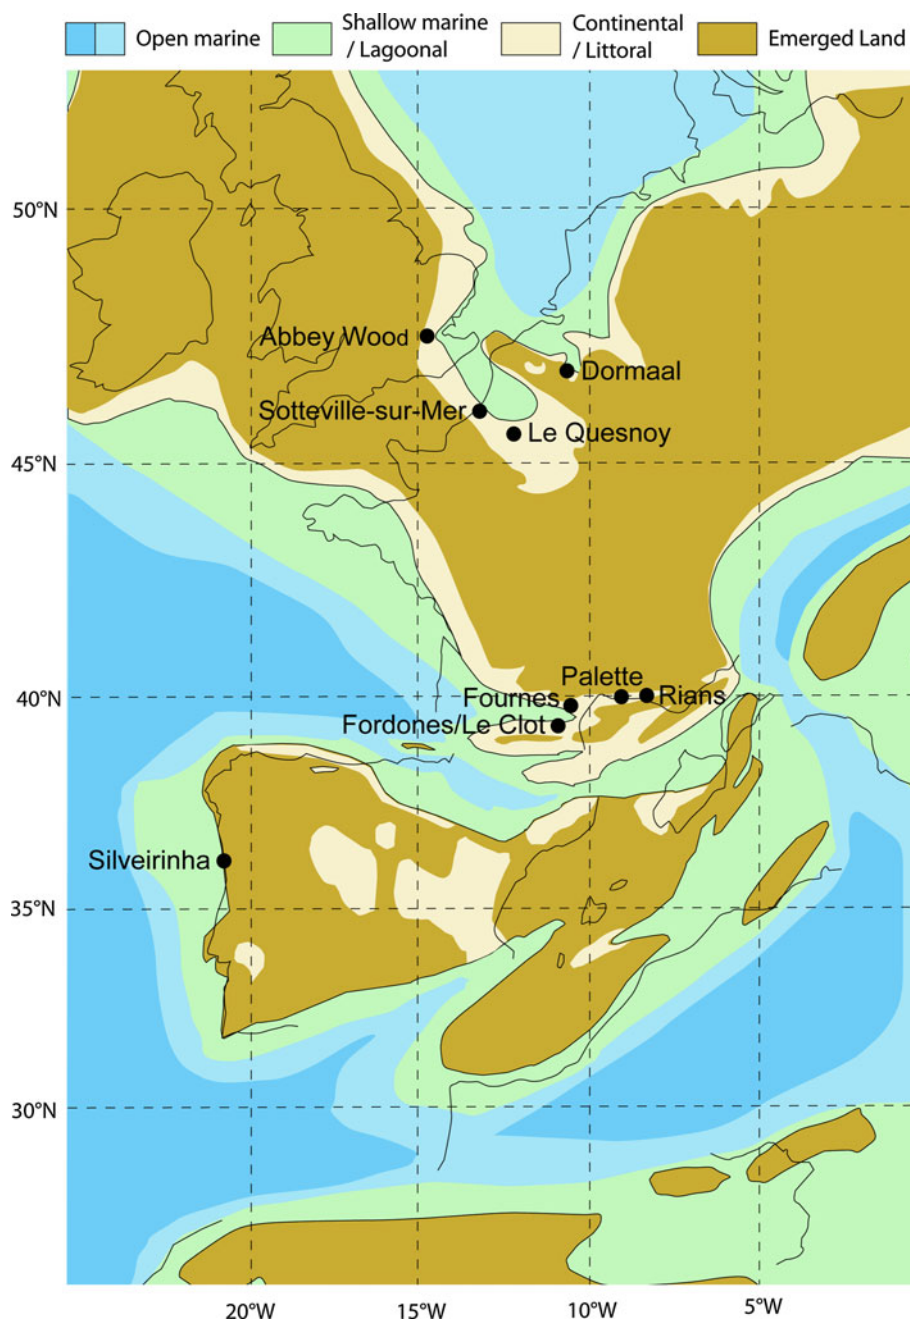 Open marine
Shallow marine
/ Lagoonal
Continental
/ Littoral
Emerged Land
50°N
Abbey Wood
Dormaal
Sotteville-sur-Mer
Le Quesnoy
45°N
40°N
Palette
Fournes
Rians
Fordones/Le Clot
Silveirinha
35°N
30°N
20°W
15°W
10°W
5°W